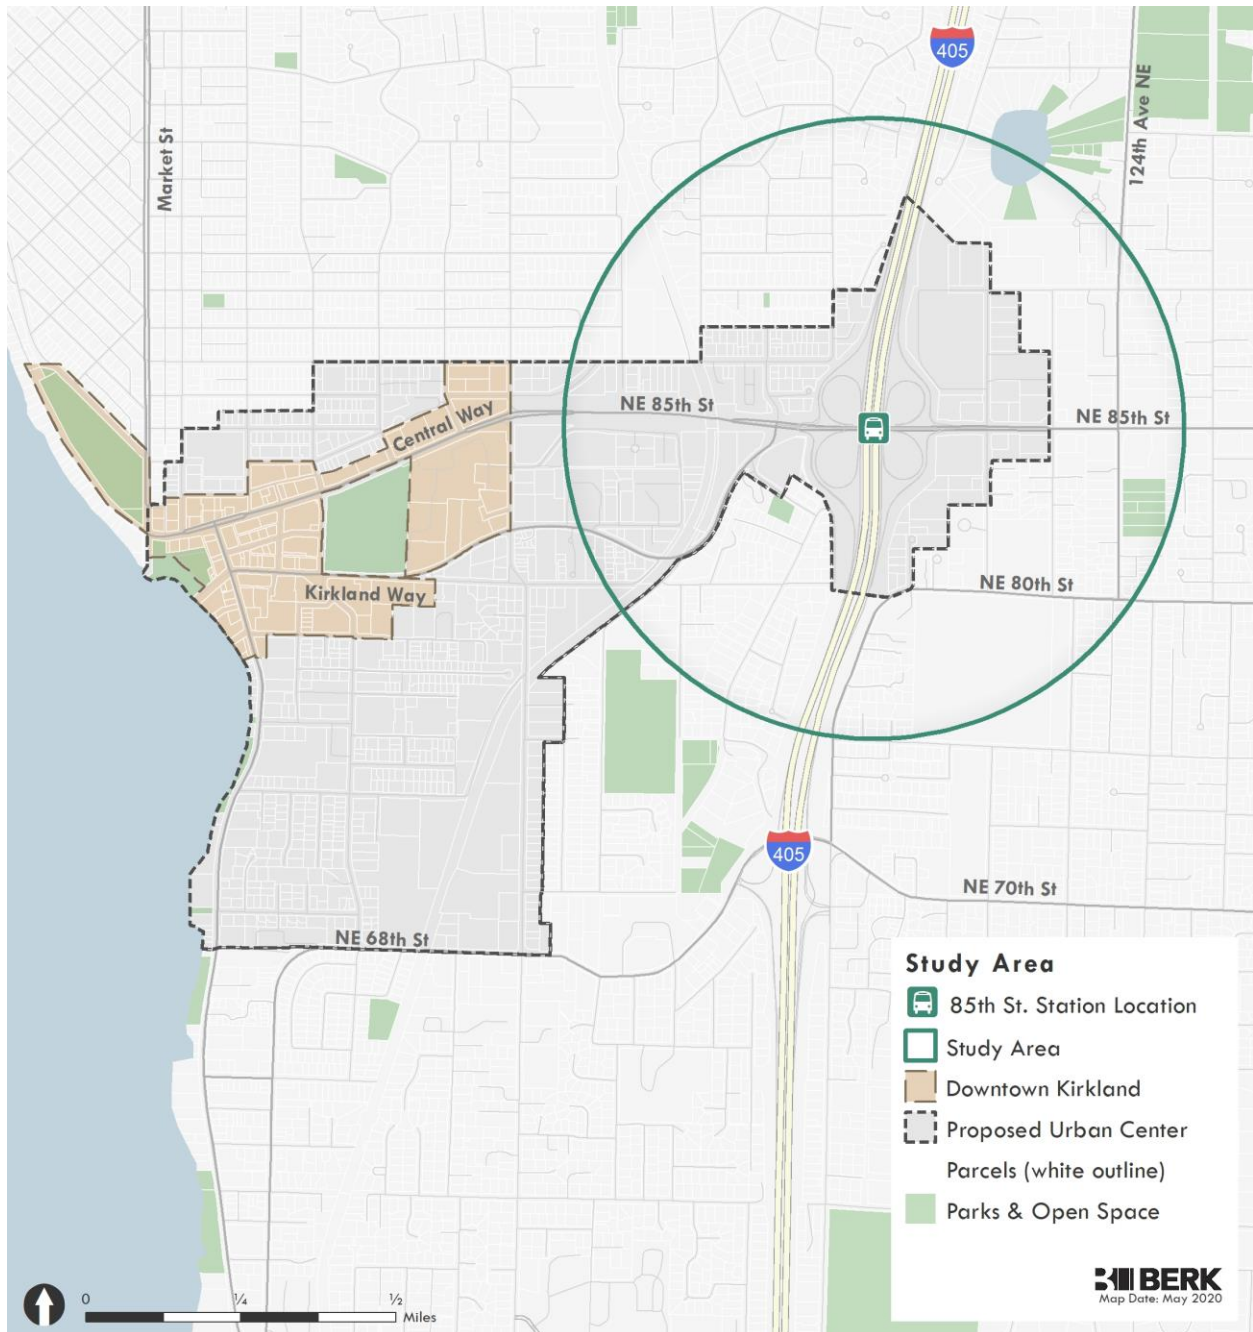 405
Market St
124th Ave NE
NE 85th St
Central Way
NE 85th St
Kirkland Way
NE 80th St
405
NE 70th St
NE 68th St
Study Area
85th St. Station Location
Study Area
Downtown Kirkland
Proposed Urban Center
Parcels (white outline)
Parks & Open Space
BERK
Map Date: May 2020
0 ¼ ½
Miles